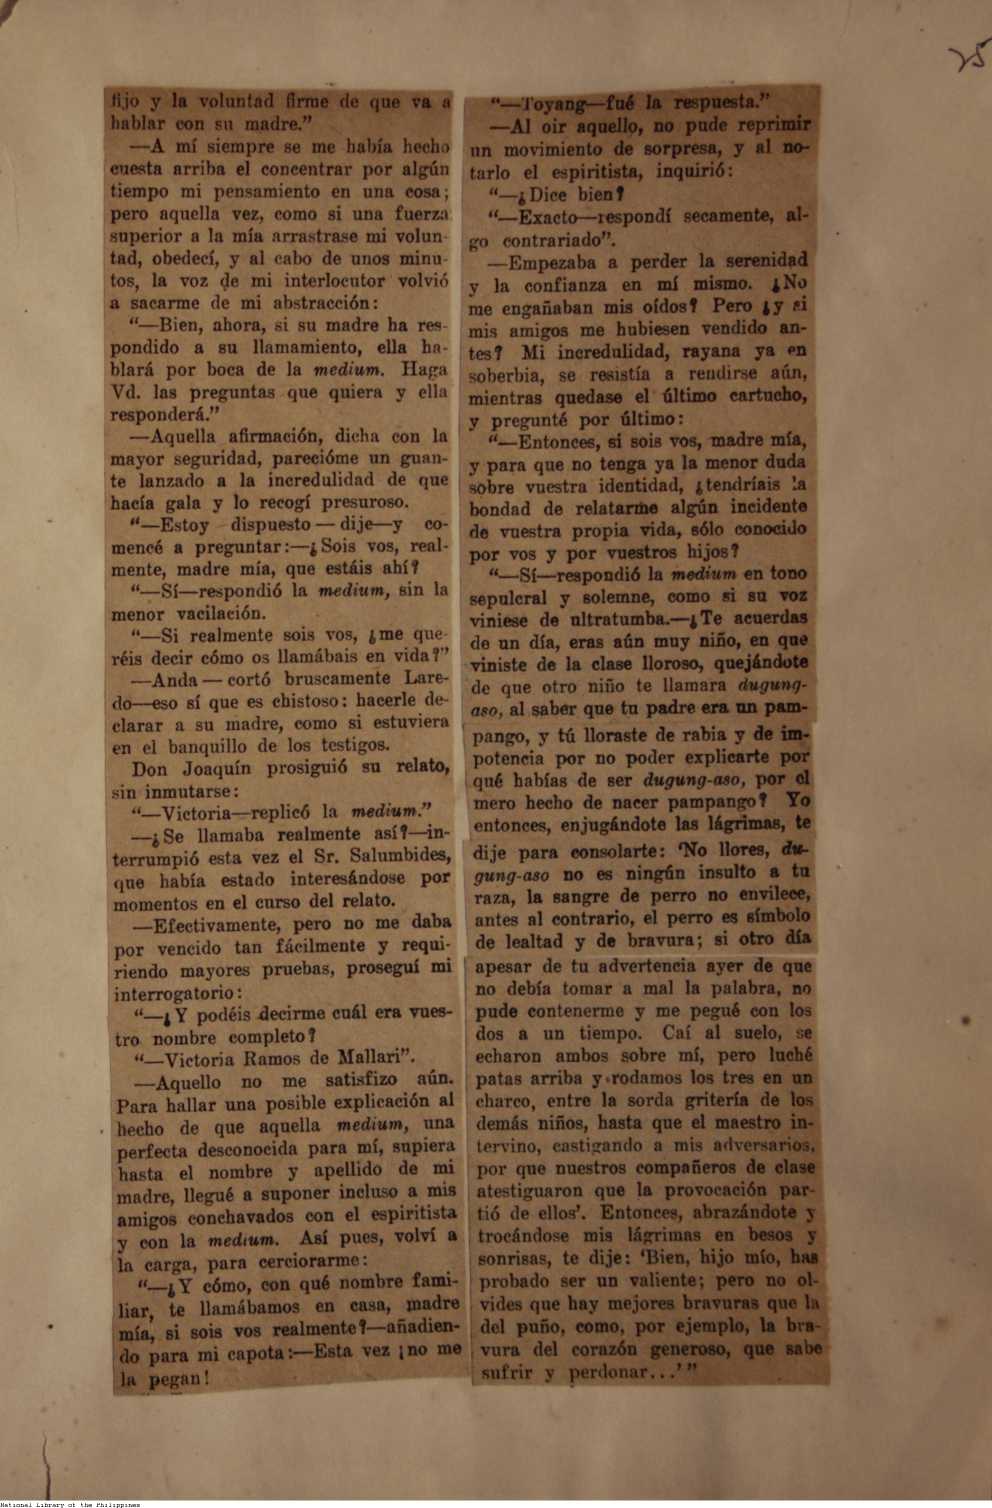 25
fijo y la voluntad firme de que va a
hablar con su madre."
—A mí siempre se me había hecho
cuesta arriba el concentrar por algún
tiempo mi pensamiento en una cosa;
pero aquella vez, como si una fuerza
superior a la mía arrastrase mi volun-
tad, obedecí, y al cabo de unos minu-
tos, la voz de mi interlocutor volvió
a sacarme de mi abstracción:
"—Bien, ahora, si su madre ha res-
pondido a su llamamiento, ella ha-
blará por boca de la medium. Haga
Vd. las preguntas que quiera y ella
responderá."
—Aquella afirmación, dicha con la
mayor seguridad, parecióme un guan-
te lanzado a la incredulidad de que
hacía gala y lo recogí presuroso.
"—Estoy dispuesto—dije—y co-
mencé a preguntar:—¿Sois vos, real-
mente, madre mía, que estáis ahí?
"—Sí—respondió la medium, sin la
menor vacilación.
"—Si realmente sois vos, ¿me que-
réis decir cómo os llamábais en vida?"
—Anda—cortó bruscamente Lare-
do—eso sí que es chistoso: hacerle de-
clarar a su madre, como si estuviera
en el banquillo de los testigos.
Don Joaquín prosiguió su relato,
sin inmutarse:
"—Victoria—replicó la medium."
—¿Se llamaba realmente así?—in-
terrumpió esta vez el Sr. Salumbides,
que había estado interesándose por
momentos en el curso del relato.
—Efectivamente, pero no me daba
por vencido tan fácilmente y requi-
riendo mayores pruebas, proseguí mi
interrogatorio:
"—¿Y podéis decirme cuál era vues-
tro nombre completo?
"—Victoria Ramos de Mallari".
—Aquello no me satisfizo aún.
Para hallar una posible explicación al
hecho de que aquella medium, una
perfecta desconocida para mí, supiera
hasta el nombre y apellido de mi
madre, llegué a suponer incluso a mis
amigos conchavados con el espiritista
y con la medium. Así pues, volví a
la carga, para cerciorarme:
"—¿Y cómo, con qué nombre fami-
liar, te llamábamos en casa, madre
mía, si sois vos realmente?—añadien-
do para mi capota:—Esta vez ¡no me
la pegan!
"—Toyang—fué la respuesta."
—Al oir aquello, no pude reprimir
un movimiento de sorpresa, y al no-
tarlo el espiritista, inquirió:
"—¿Dice bien?
"—Exacto—respondí secamente, al-
go contrariado".
—Empezaba a perder la serenidad
y la confianza en mí mismo. ¿No
me engañaban mis oídos? Pero ¿y si
mis amigos me hubiesen vendido an-
tes? Mi incredulidad, rayana ya en
soberbia, se resistía a rendirse aún,
mientras quedase el último cartucho,
y pregunté por último:
"—Entonces, si sois vos, madre mía,
y para que no tenga ya la menor duda
sobre vuestra identidad, ¿tendríais la
bondad de relatarme algún incidente
de vuestra propia vida, sólo conocido
por vos y por vuestros hijos?
"—Sí—respondió la medium en tono
sepulcral y solemne, como si su voz
viniese de ultratumba.—¿Te acuerdas
de un día, eras aún muy niño, en que
viniste de la clase lloroso, quejándote
de que otro niño te llamara dugung-
aso, al saber que tu padre era un pam-
pango, y tú lloraste de rabia y de im-
potencia por no poder explicarte por
qué habías de ser dugung-aso, por el
mero hecho de nacer pampango? Yo
entonces, enjugándote las lágrimas, te
dije para consolarte: 'No llores, du-
gung-aso no es ningún insulto a tu
raza, la sangre de perro no envilece,
antes al contrario, el perro es símbolo
de lealtad y de bravura; si otro día
apesar de tu advertencia ayer de que
no debía tomar a mal la palabra, no
pude contenerme y me pegué con los
dos a un tiempo. Caí al suelo, se
echaron ambos sobre mí, pero luché
patas arriba y rodamos los tres en un
charco, entre la sorda gritería de los
demás niños, hasta que el maestro in-
tervino, castigando a mis adversarios,
por que nuestros compañeros de clase
atestiguaron que la provocación par-
tió de ellos'. Entonces, abrazándote y
trocándose mis lágrimas en besos y
sonrisas, te dije: 'Bien, hijo mío, has
probado ser un valiente; pero no ol-
vides que hay mejores bravuras que la
del puño, como, por ejemplo, la bra-
vura del corazón generoso, que sabe
sufrir y perdonar...' "
National Library of the Philippines